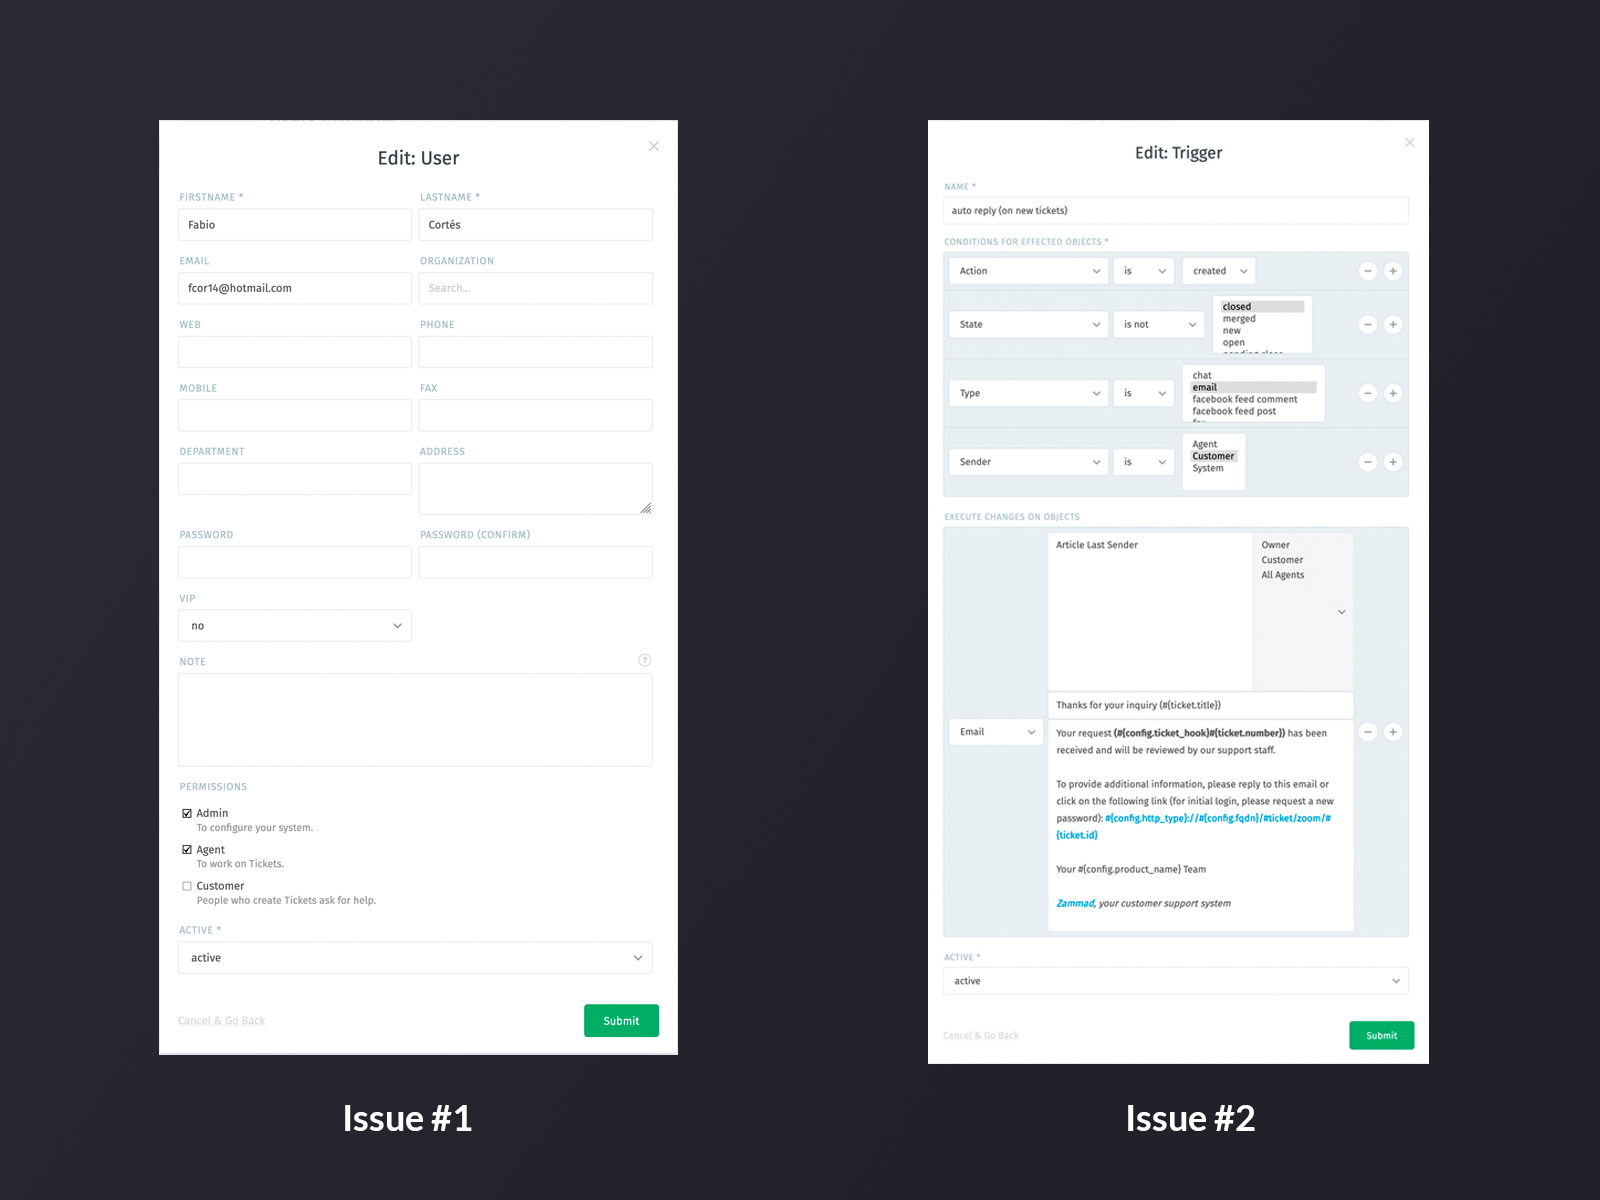 Edit: User
FIRSTNAME *
LASTNAME *
Fabio
Cortés
EMAIL
ORGANIZATION
fcor14@hotmail.com
Search...
WEB
PHONE
MOBILE
FAX
DEPARTMENT
ADDRESS
PASSWORD
PASSWORD (CONFIRM)
VIP
no
NOTE
?
PERMISSIONS
Admin
To configure your system.
Agent
To work on Tickets.
Customer
People who create Tickets ask for help.
ACTIVE *
active
Cancel & Go Back
Submit
Issue #1
Edit: Trigger
NAME *
auto reply (on new tickets)
CONDITIONS FOR EFFECTED OBJECTS *
Action
is
created
State
is not
closed
merged
new
open
Type
is
chat
email
facebook feed comment
facebook feed post
Sender
is
Agent
Customer
System
EXECUTE CHANGES ON OBJECTS
Email
Article Last Sender
Owner
Customer
All Agents
Thanks for your inquiry (#{ticket.title})
Your request (#{config.ticket_hook}#{ticket.number}) has been
received and will be reviewed by our support staff.
To provide additional information, please reply to this email or
click on the following link (for initial login, please request a new
password): #{config.http_type}://#{config.fqdn}/#ticket/zoom/#
{ticket.id}
Your #{config.product_name} Team
Zammad, your customer support system
ACTIVE *
active
Cancel & Go Back
Submit
Issue #2